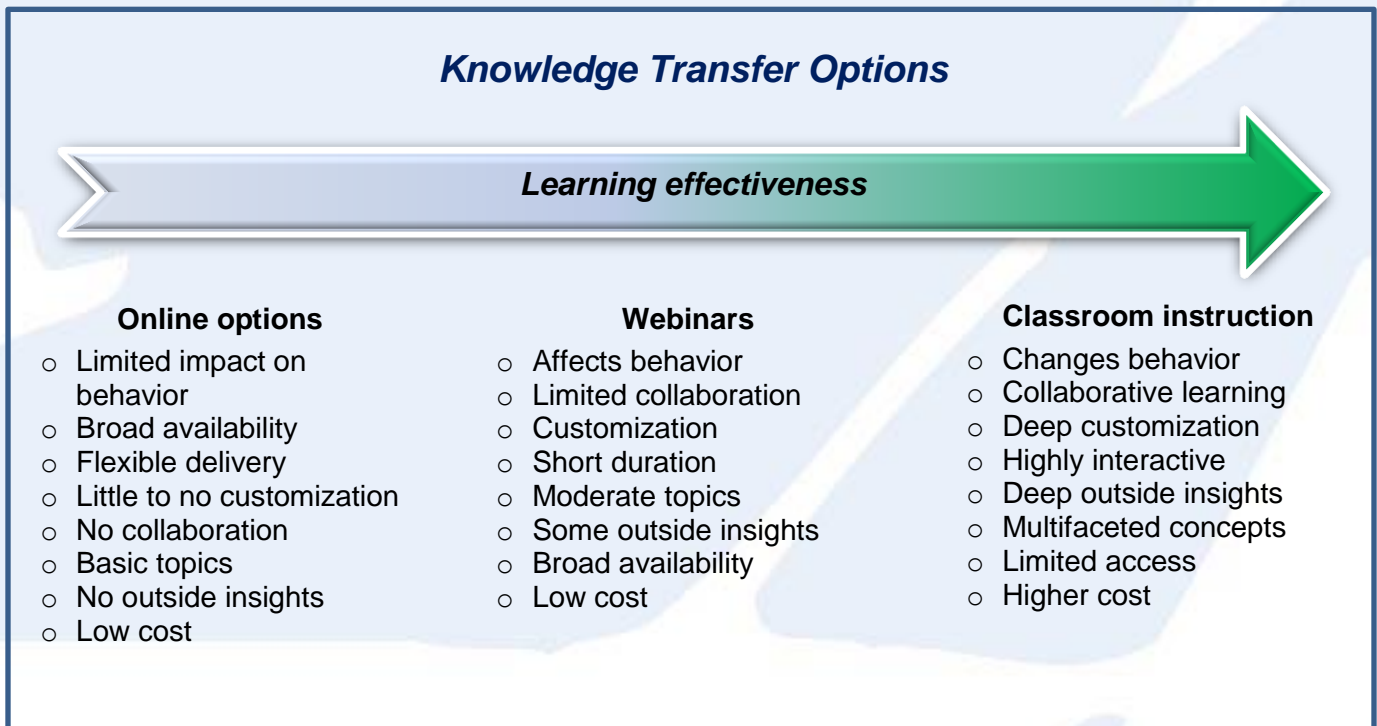 Knowledge Transfer Options
Learning effectiveness
Online options
○ Limited impact on
behavior
○ Broad availability
○ Flexible delivery
○ Little to no customization
○ No collaboration
○ Basic topics
○ No outside insights
○ Low cost
Webinars
○ Affects behavior
○ Limited collaboration
○ Customization
○ Short duration
○ Moderate topics
○ Some outside insights
○ Broad availability
○ Low cost
Classroom instruction
○ Changes behavior
○ Collaborative learning
○ Deep customization
○ Highly interactive
○ Deep outside insights
○ Multifaceted concepts
○ Limited access
○ Higher cost